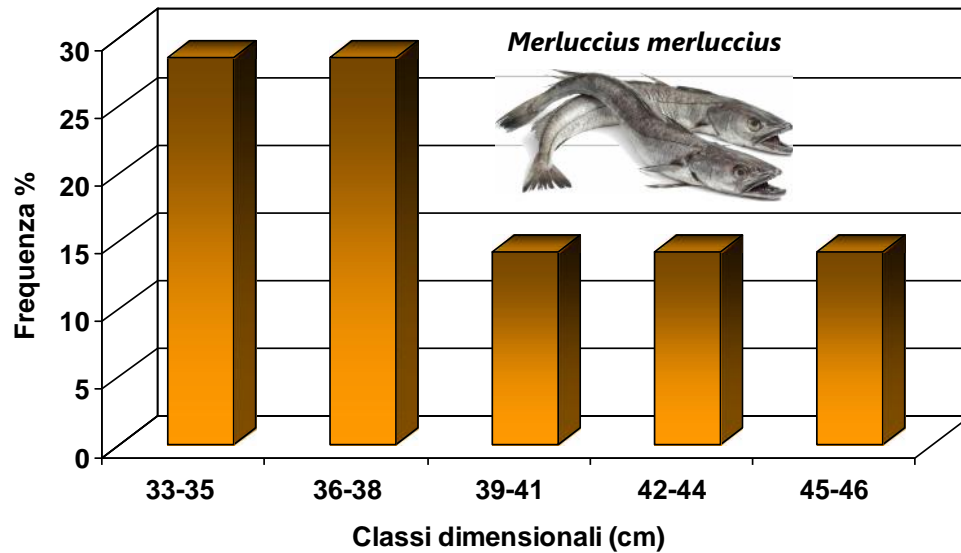 Merluccius merluccius
Frequenza %
30
25
20
15
10
5
0
33-35 36-38 39-41 42-44 45-46
Classi dimensionali (cm)